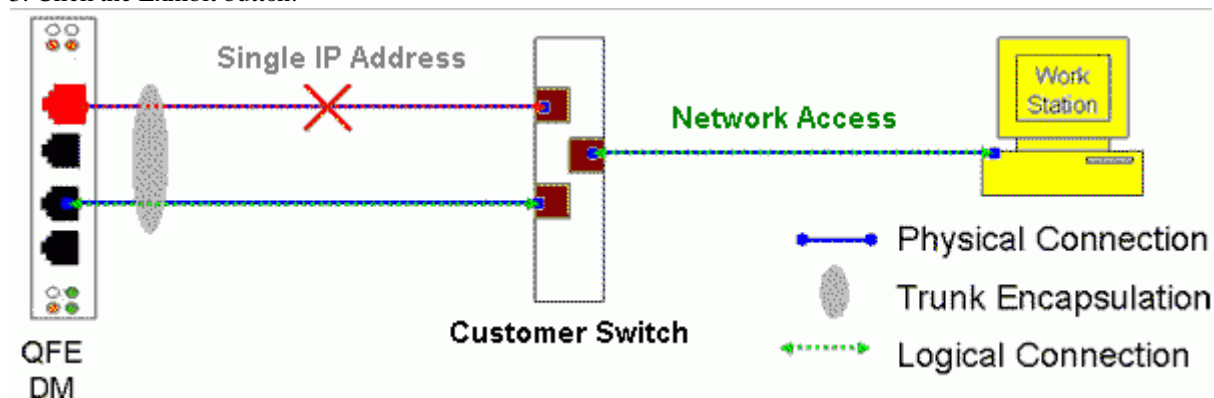 Single IP Address
Work
Station
Network Access
Physical Connection
Trunk Encapsulation
Customer Switch
Logical Connection
QFE
DM